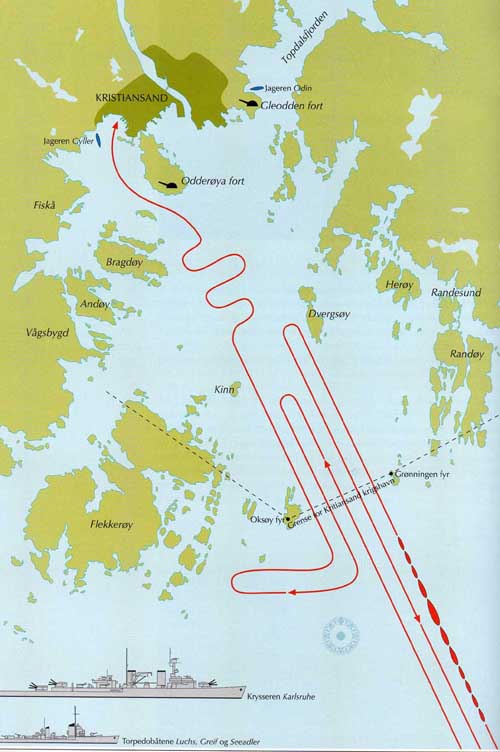 Topdalsfjorden
Jageren Odin
KRISTIANSAND
Gleodden fort
Jageren Gyller
Odderøya fort
Fiskå
Bragdøy
Herøy
Randesund
Andøy
Dvergsøy
Vågsbygd
Randøy
Kinn
Grønningen fyr
Grense for Kritiansand krigshavn
Oksøy fyr
Flekkerøy
Krysseren Karlsruhe
Torpedobåtene Luchs, Greif og Seeadler